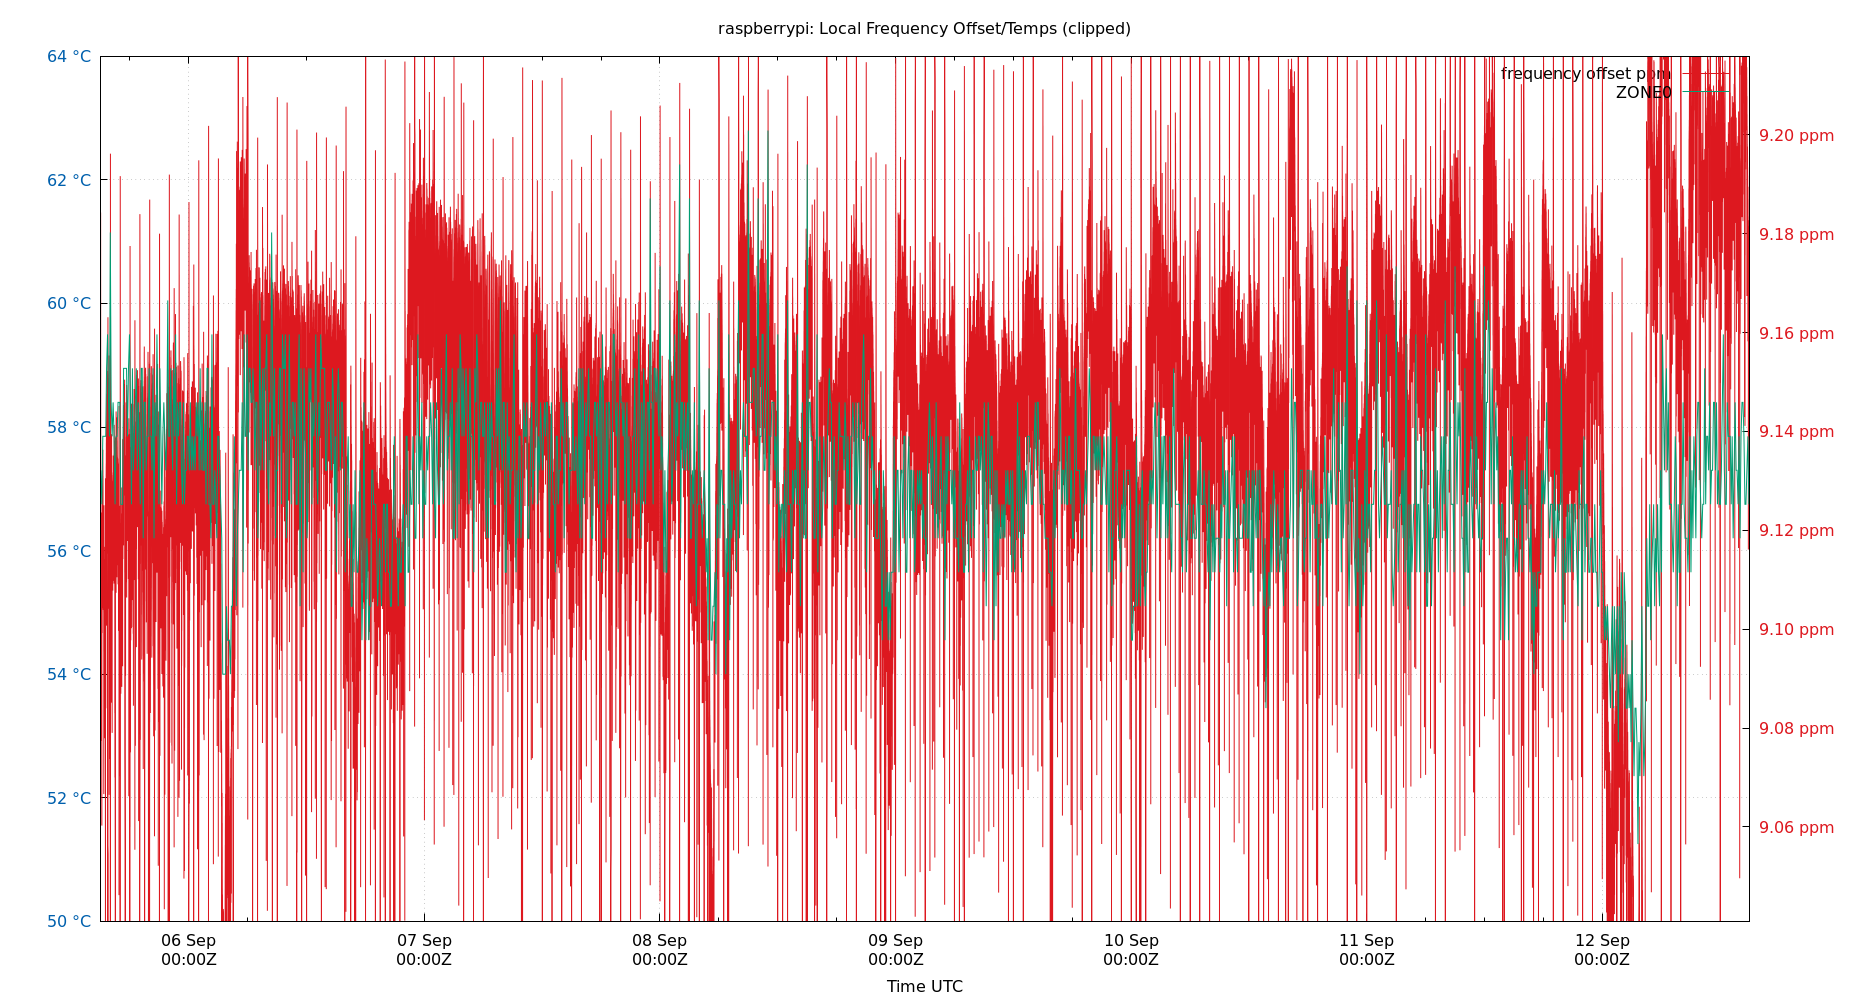 raspberrypi: Local Frequency Offset/Temps (clipped)
64 °C
62 °C
60 °C
58 °C
56 °C
54 °C
52 °C
50 °C
frequency offset ppm
ZONE0
9.20 ppm
9.18 ppm
9.16 ppm
9.14 ppm
9.12 ppm
9.10 ppm
9.08 ppm
9.06 ppm
06 Sep
00:00Z
07 Sep
00:00Z
08 Sep
00:00Z
09 Sep
00:00Z
10 Sep
00:00Z
11 Sep
00:00Z
12 Sep
00:00Z
Time UTC